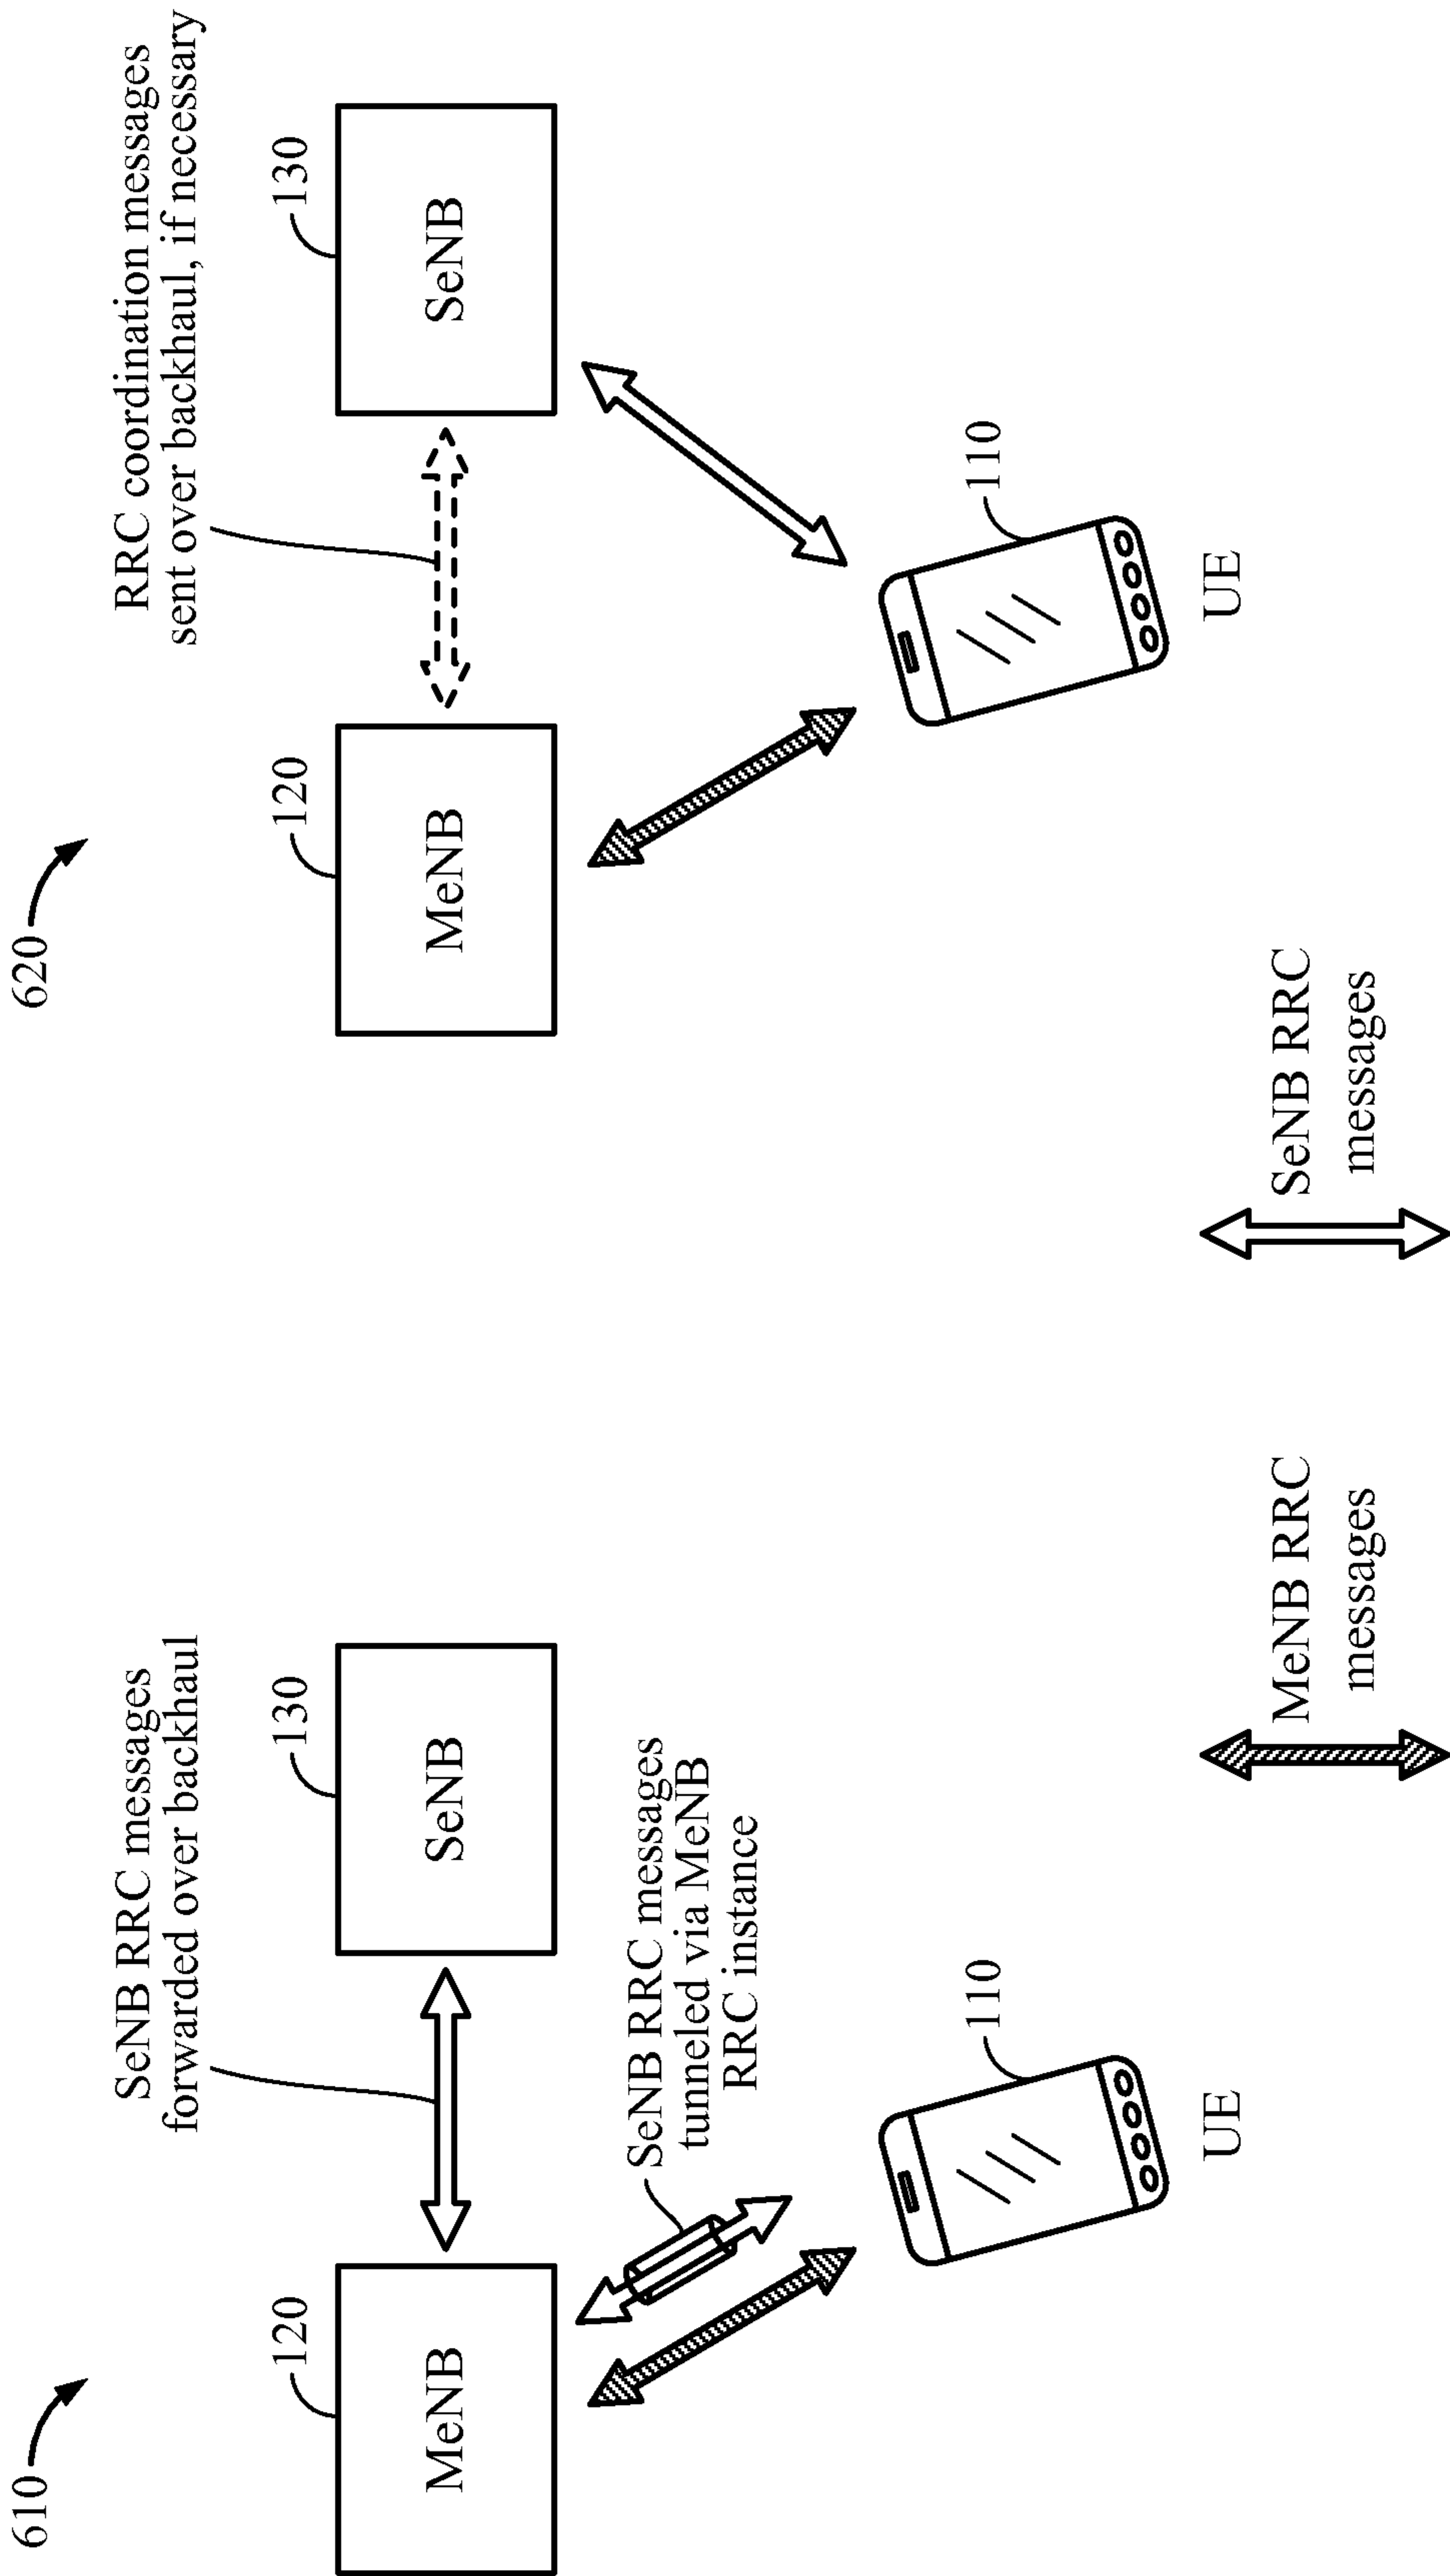 610
SeNB RRC messages
forwarded over backhaul
120
MeNB
130
SeNB
SeNB RRC messages
tunneled via MeNB
RRC instance
110
UE
620
RRC coordination messages
sent over backhaul, if necessary
120
MeNB
130
SeNB
110
UE
MeNB RRC
messages
SeNB RRC
messages